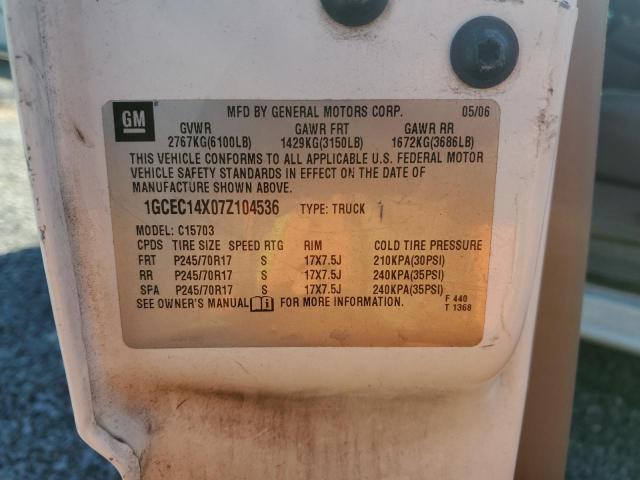 GM ® MFD BY GENERAL MOTORS CORP. 05/06
GVWR GAWR FRT GAWR RR
2767KG(6100LB) 1429KG(3150LB) 1672KG(3686LB)
THIS VEHICLE CONFORMS TO ALL APPLICABLE U.S. FEDERAL MOTOR
VEHICLE SAFETY STANDARDS IN EFFECT ON THE DATE OF
MANUFACTURE SHOWN ABOVE.
1GCEC14X07Z104536 TYPE: TRUCK
MODEL: C15703
CPDS TIRE SIZE SPEED RTG RIM COLD TIRE PRESSURE
FRT P245/70R17 S 17X7.5J 210KPA(30PSI)
RR P245/70R17 S 17X7.5J 240KPA(35PSI)
SPA P245/70R17 S 17X7.5J 240KPA(35PSI)
SEE OWNER'S MANUAL FOR MORE INFORMATION.
F 440
T 1368